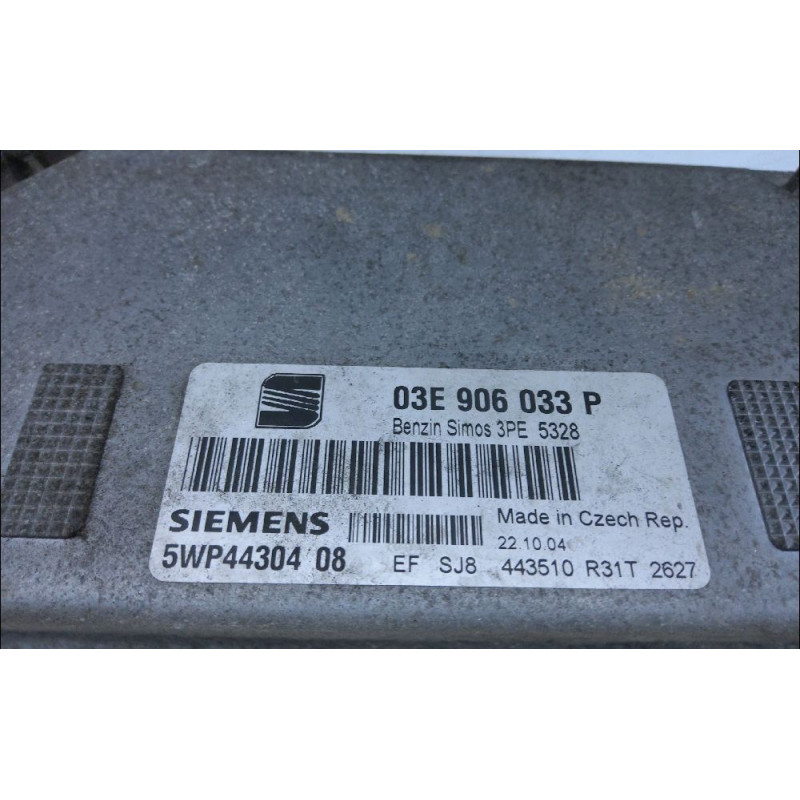 03E 906 033 P
Benzin Simos 3PE 5328
SIEMENS
Made in Czech Rep.
22.10.04
5WP44304 08
EF SJ8 443510 R31T 2627